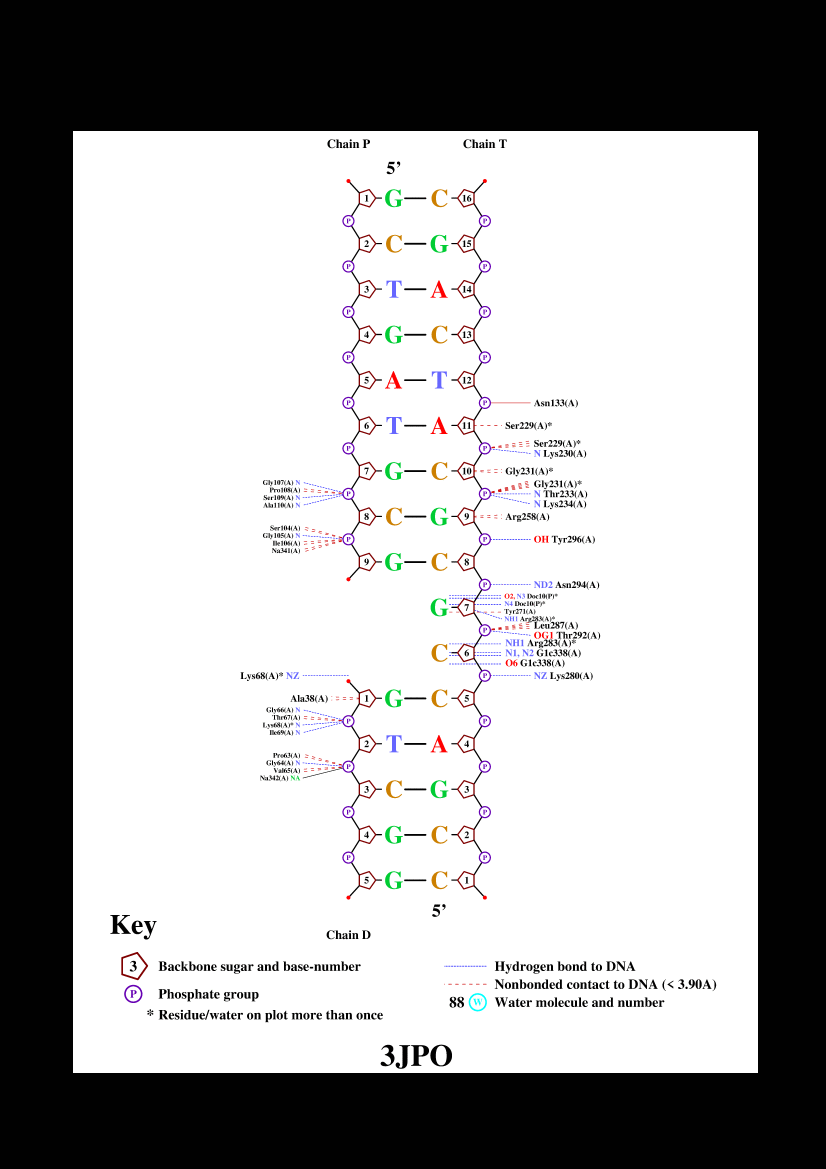 Chain P Chain T
5’
1 G C 16
P P
2 C G 15
P P
3 T A 14
P P
4 G C 13
P P
5 A T 12
P P Asn133(A)
6 T A 11 Ser229(A)*
P P Ser229(A)*
N Lys230(A)
7 G C 10 Gly231(A)*
Gly107(A) N
Pro108(A)
Ser109(A) N
Ala110(A) N
P P Gly231(A)*
N Thr233(A)
N Lys234(A)
8 C G 9 Arg258(A)
Ser104(A)
Gly105(A) N
Ile106(A)
Na341(A)
P P OH Tyr296(A)
9 G C 8
P ND2 Asn294(A)
G 7 O2, N3 Doc10(P)*
N4 Doc10(P)*
Tyr271(A)
NH1 Arg283(A)*
P Leu287(A)
OG1 Thr292(A)
C 6 NH1 Arg283(A)*
N1, N2 G1c338(A)
O6 G1c338(A)
Lys68(A)* NZ P NZ Lys280(A)
Ala38(A) 1 G C 5
Gly66(A) N
Thr67(A)
Lys68(A)* N
Ile69(A) N
P P
2 T A 4
Pro63(A)
Gly64(A) N
Val65(A)
Na342(A) NA
P P
3 C G 3
P P
4 G C 2
P P
5 G C 1
5’
Key
Chain D
3 Backbone sugar and base-number
P Phosphate group
* Residue/water on plot more than once
Hydrogen bond to DNA
Nonbonded contact to DNA (< 3.90A)
88 W Water molecule and number
3JPO